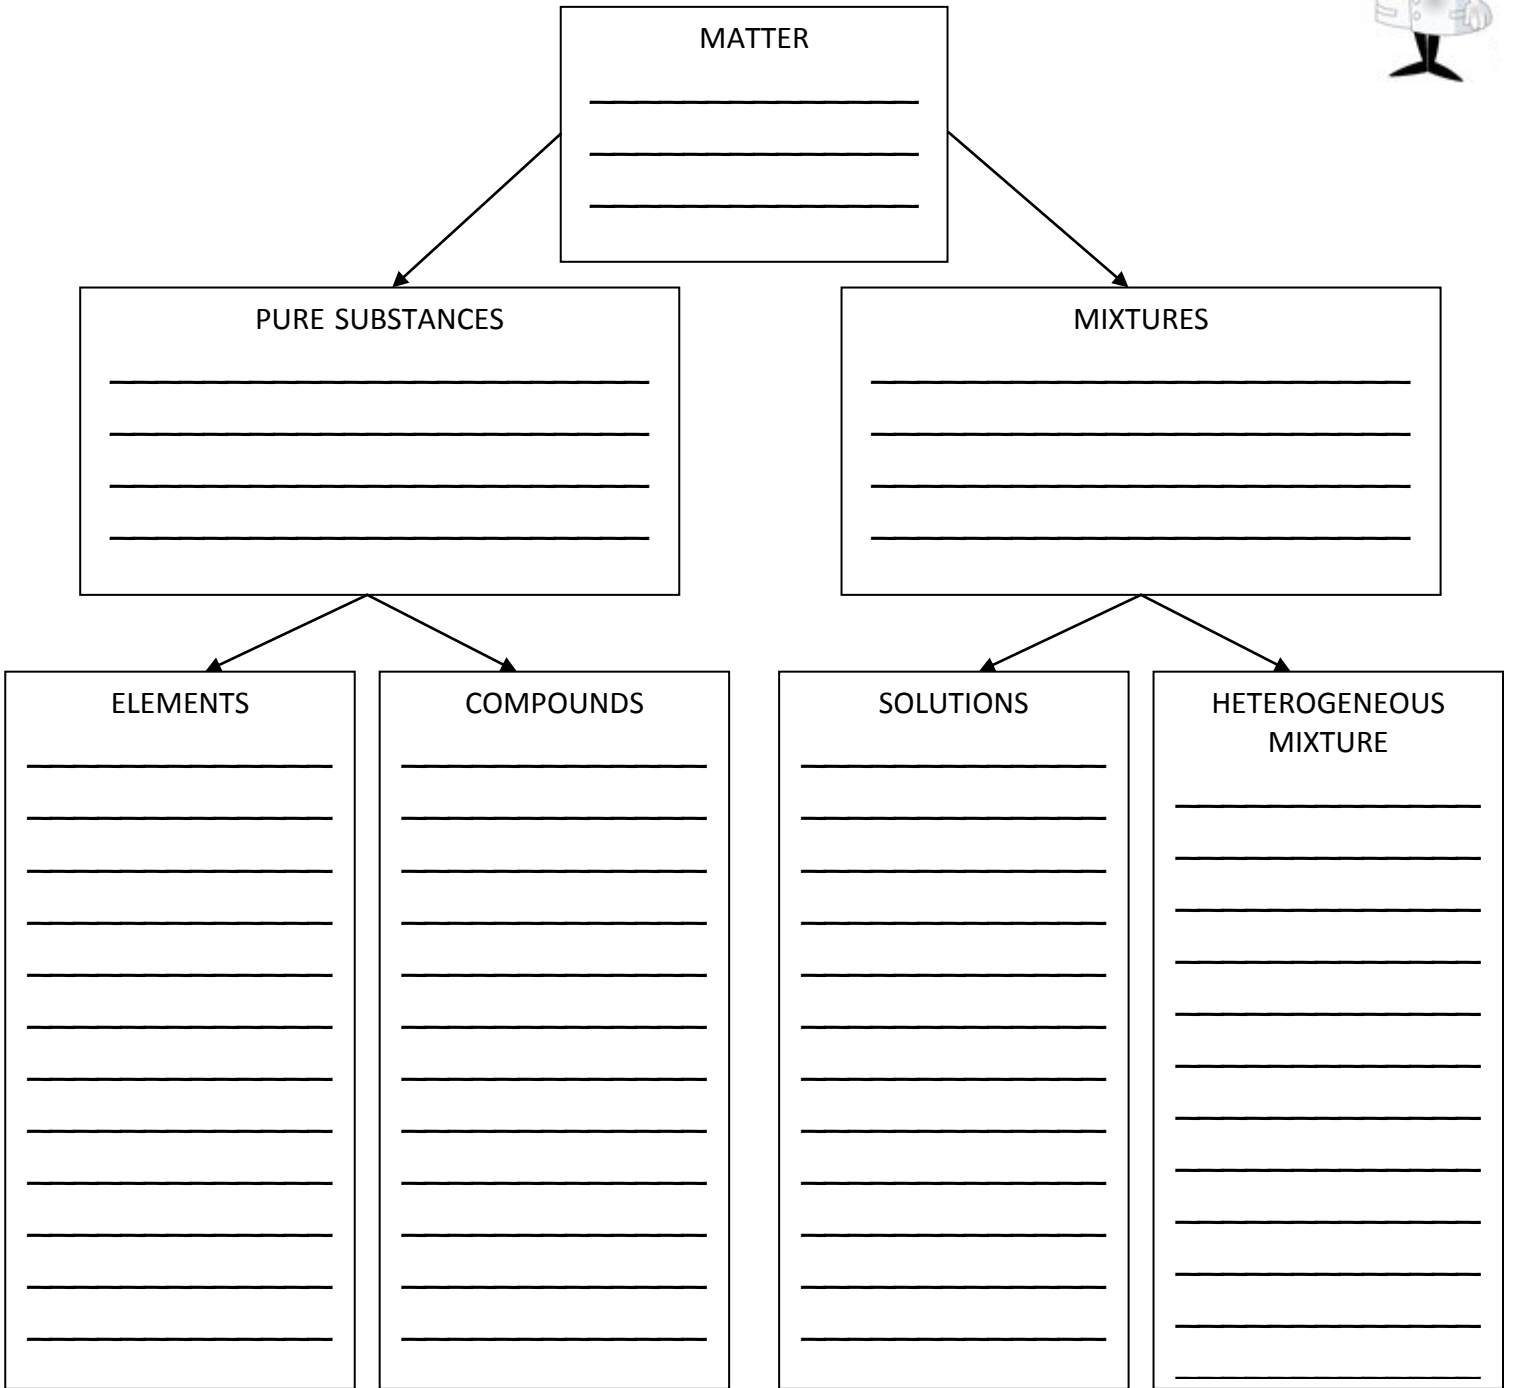 MATTER
PURE SUBSTANCES
MIXTURES
ELEMENTS
COMPOUNDS
SOLUTIONS
HETEROGENEOUS
MIXTURE